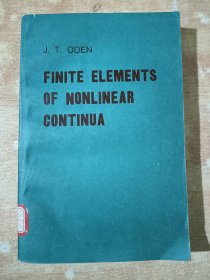 J. T. ODEN
FINITE ELEMENTS
OF NONLINEAR
CONTINUA